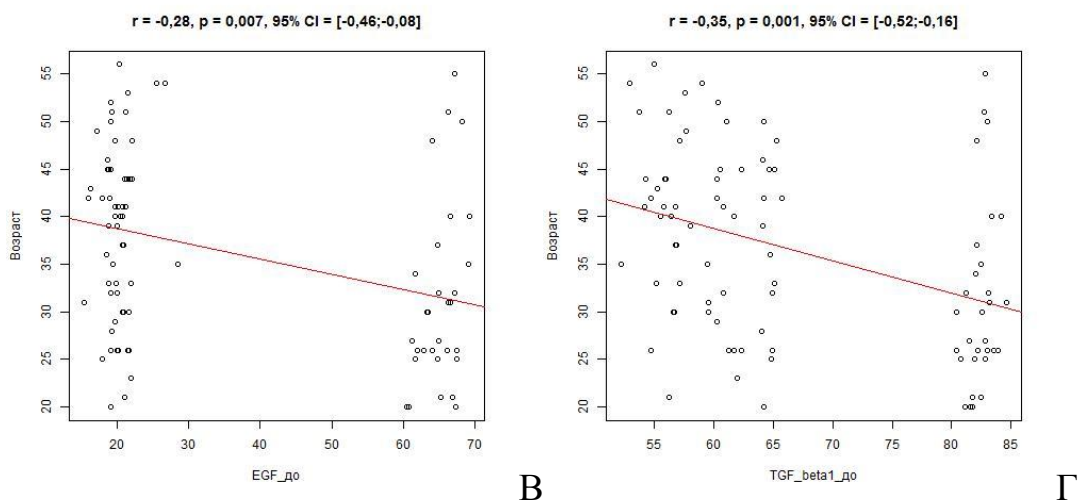 r = -0,28, p = 0,007, 95% CI = [-0,46;-0,08]
55
50
45
40
35
30
25
20
Возраст
20 30 40 50 60 70
EGF_до
В
r = -0,35, p = 0,001, 95% CI = [-0,52;-0,16]
55
50
45
40
35
30
25
20
Возраст
55 60 65 70 75 80 85
TGF_beta1_до
Г